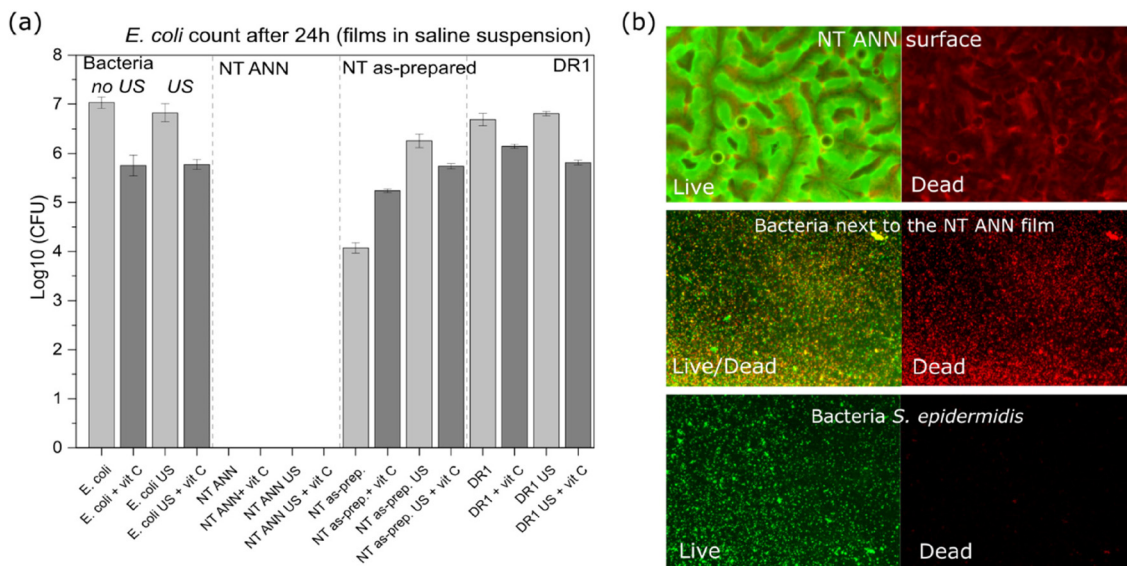 (a)
E. coli count after 24h (films in saline suspension)
8
7
6
5
4
3
2
1
0
Log10 (CFU)
Bacteria
no US US
NT ANN
NT as-prepared
DR1
E. coli
E. coli + vit C
E. coli US
E. coli US + vit C
NT ANN
NT ANN+ vit C
NT ANN US
NT ANN US + vit C
NT as-prep.
NT as-prep.+ vit C
NT as-prep. US
NT as-prep. US + vit C
DR1
DR1 + vit C
DR1 US
DR1 US + vit C
(b)
NT ANN surface
Live
Dead
Bacteria next to the NT ANN film
Live/Dead
Dead
Bacteria S. epidermidis
Live
Dead